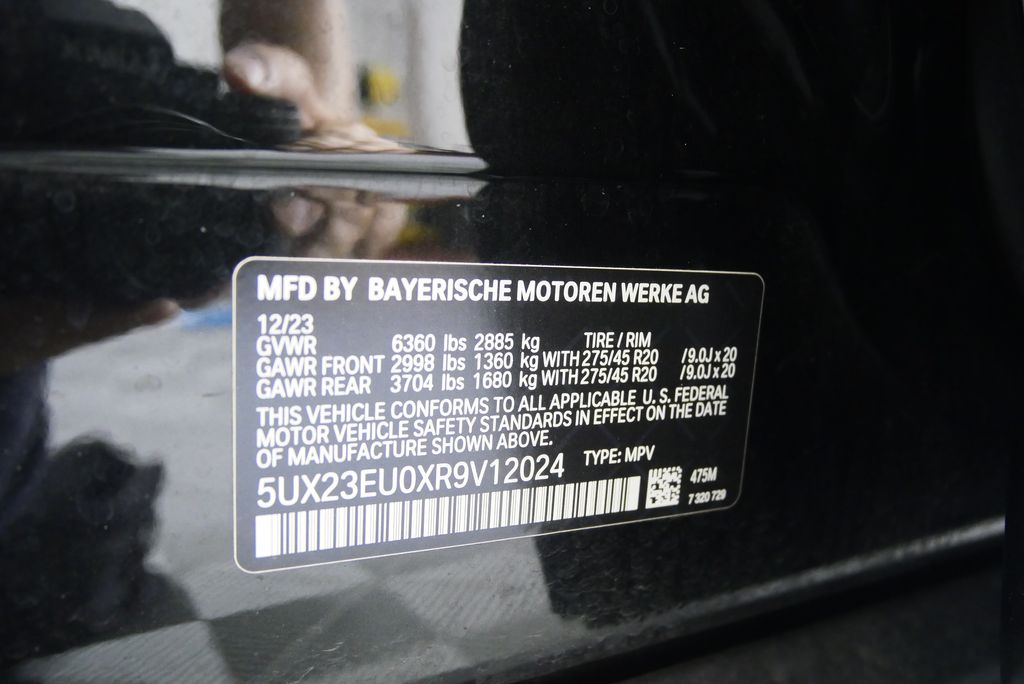 MFD BY BAYERISCHE MOTOREN WERKE AG
12/23
GVWR 6360 lbs 2885 kg TIRE / RIM
GAWR FRONT 2998 lbs 1360 kg WITH 275/45 R20 /9.0J x 20
GAWR REAR 3704 lbs 1680 kg WITH 275/45 R20 /9.0J x 20
THIS VEHICLE CONFORMS TO ALL APPLICABLE U. S. FEDERAL
MOTOR VEHICLE SAFETY STANDARDS IN EFFECT ON THE DATE
OF MANUFACTURE SHOWN ABOVE.
5UX23EU0XR9V12024 TYPE: MPV
475M
7 320 729